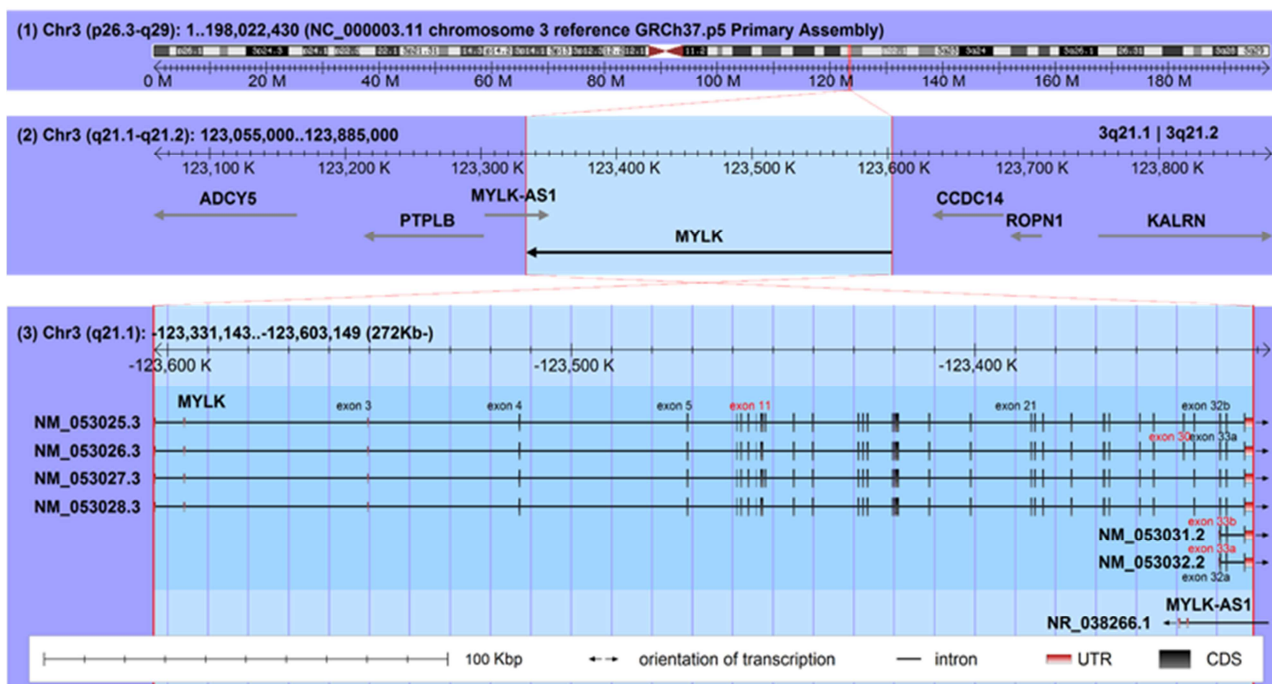 (1) Chr3 (p26.3-q29): 1..198,022,430 (NC_000003.11 chromosome 3 reference GRCh37.p5 Primary Assembly)
0 M 20 M 40 M 60 M 80 M 100 M 120 M 140 M 160 M 180 M
(2) Chr3 (q21.1-q21.2): 123,055,000..123,885,000 3q21.1 | 3q21.2
123,100 K 123,200 K 123,300 K 123,400 K 123,500 K 123,600 K 123,700 K 123,800 K
ADCY5 MYLK-AS1 CCDC14
PTPLB MYLK ROPN1 KALRN
(3) Chr3 (q21.1): -123,331,143..-123,603,149 (272Kb-)
-123,600 K -123,500 K -123,400 K
MYLK exon 3 exon 4 exon 5 exon 11 exon 21 exon 32b
NM_053025.3
exon 30 exon 33a
NM_053026.3
NM_053027.3
NM_053028.3
exon 33b
NM_053031.2
exon 33a
NM_053032.2
exon 32a
MYLK-AS1
NR_038266.1
100 Kbp orientation of transcription intron UTR CDS